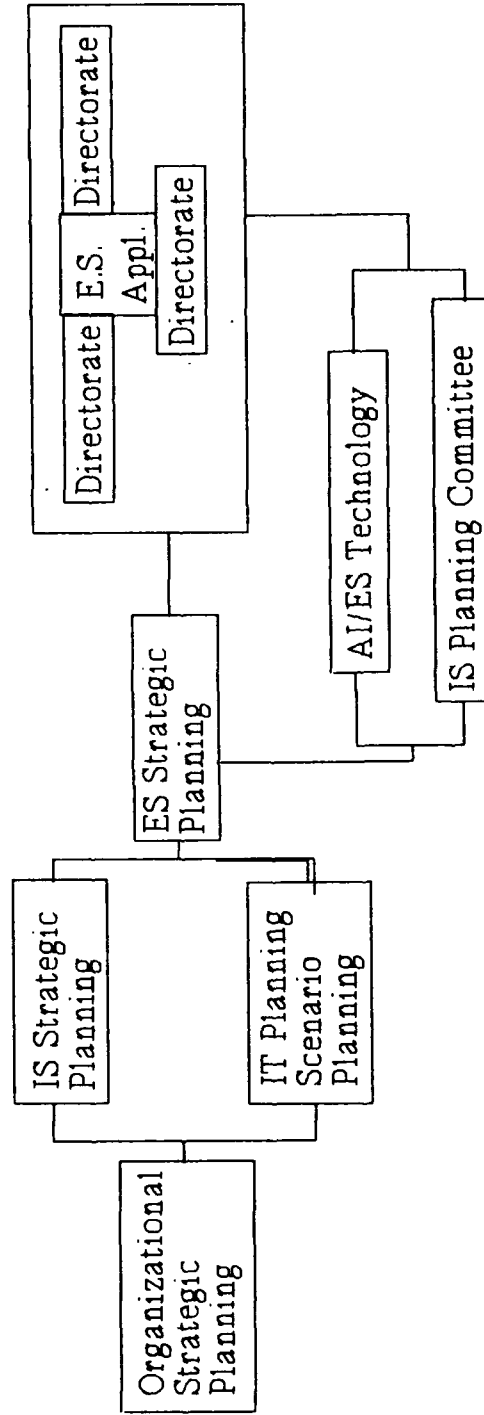 Organizational
Strategic
Planning
IS Strategic
Planning
IT Planning
Scenario
Planning
ES Strategic
Planning
Directorate
E.S.
Appl.
Directorate
Directorate
AI/ES Technology
IS Planning Committee